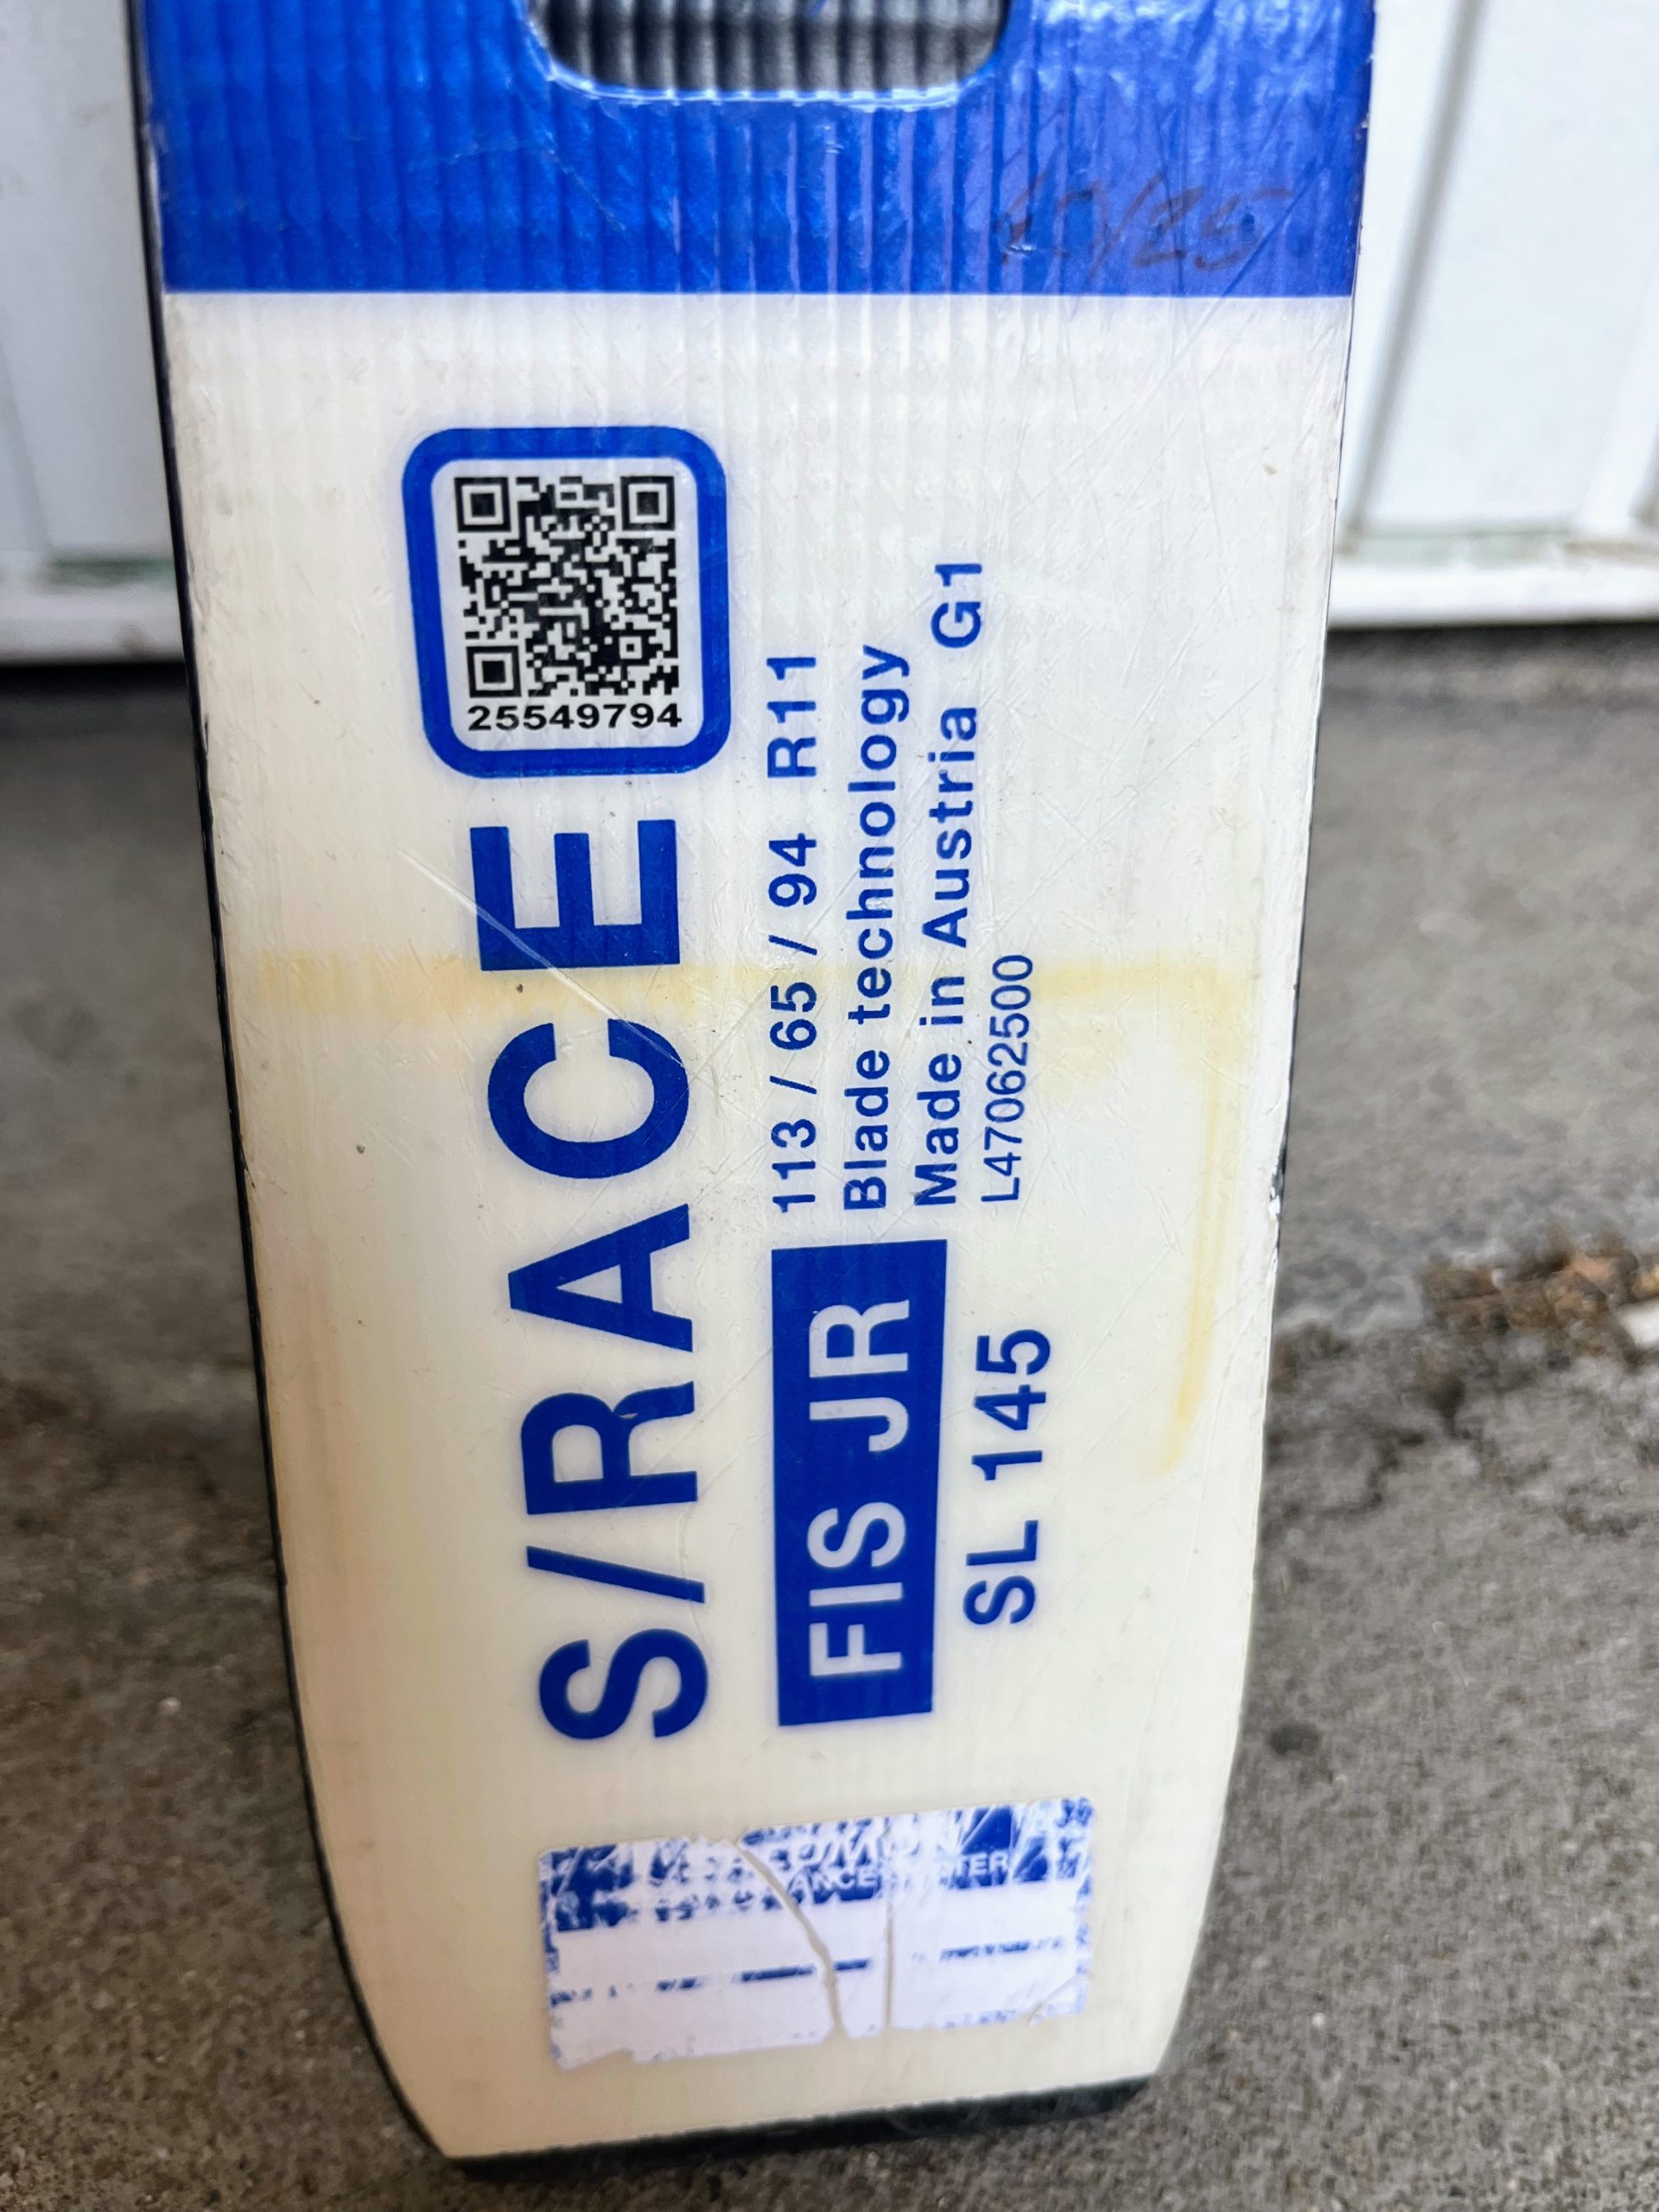 25549794
S/RACE
FIS JR
SL 145
113 / 65 / 94 R11
Blade technology
Made in Austria G1
L47062500